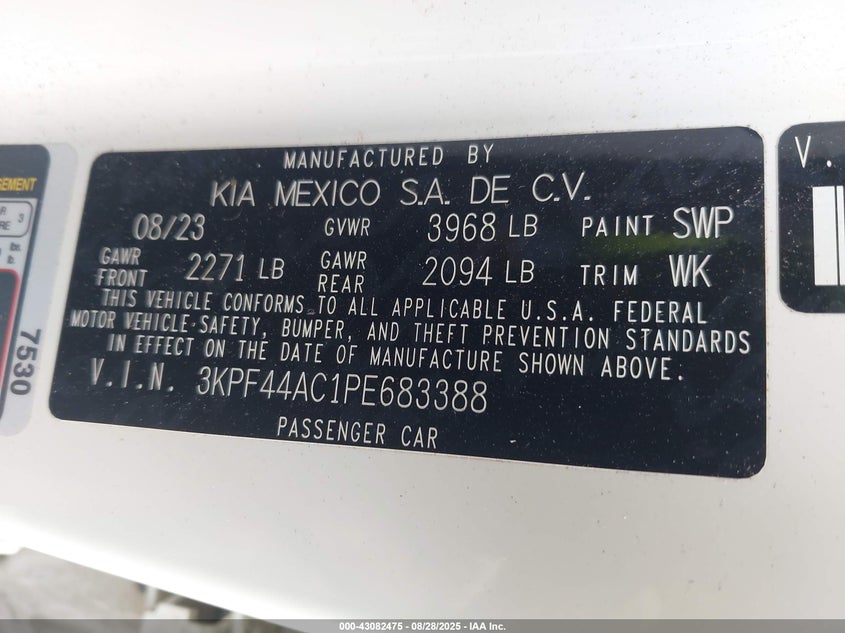 MANUFACTURED BY
KIA MEXICO S.A. DE C.V.
08/23 GVWR 3968 LB PAINT SWP
GAWR FRONT 2271 LB GAWR REAR 2094 LB TRIM WK
THIS VEHICLE CONFORMS TO ALL APPLICABLE U.S.A. FEDERAL
MOTOR VEHICLE SAFETY, BUMPER, AND THEFT PREVENTION STANDARDS
IN EFFECT ON THE DATE OF MANUFACTURE SHOWN ABOVE.
V.I.N. 3KPF44AC1PE683388
PASSENGER CAR
7530
V.
000-43082475 - 08/28/2025 - IAA Inc.